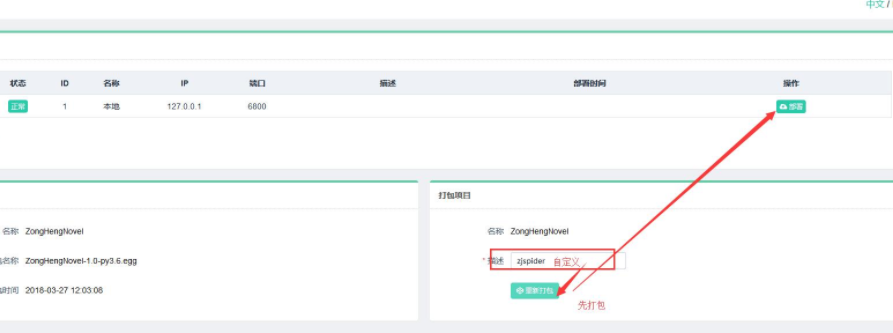 中文 /
状态 ID 名称 IP 端口 描述 部署时间 操作
正常 1 本地 127.0.0.1 6800 部署
打包项目
名称 ZongHengNovel
名称 ZongHengNovel
* 描述 zjspider 自定义
名称 ZongHengNovel-1.0-py3.6.egg
时间 2018-03-27 12:03:08
重新打包
先打包